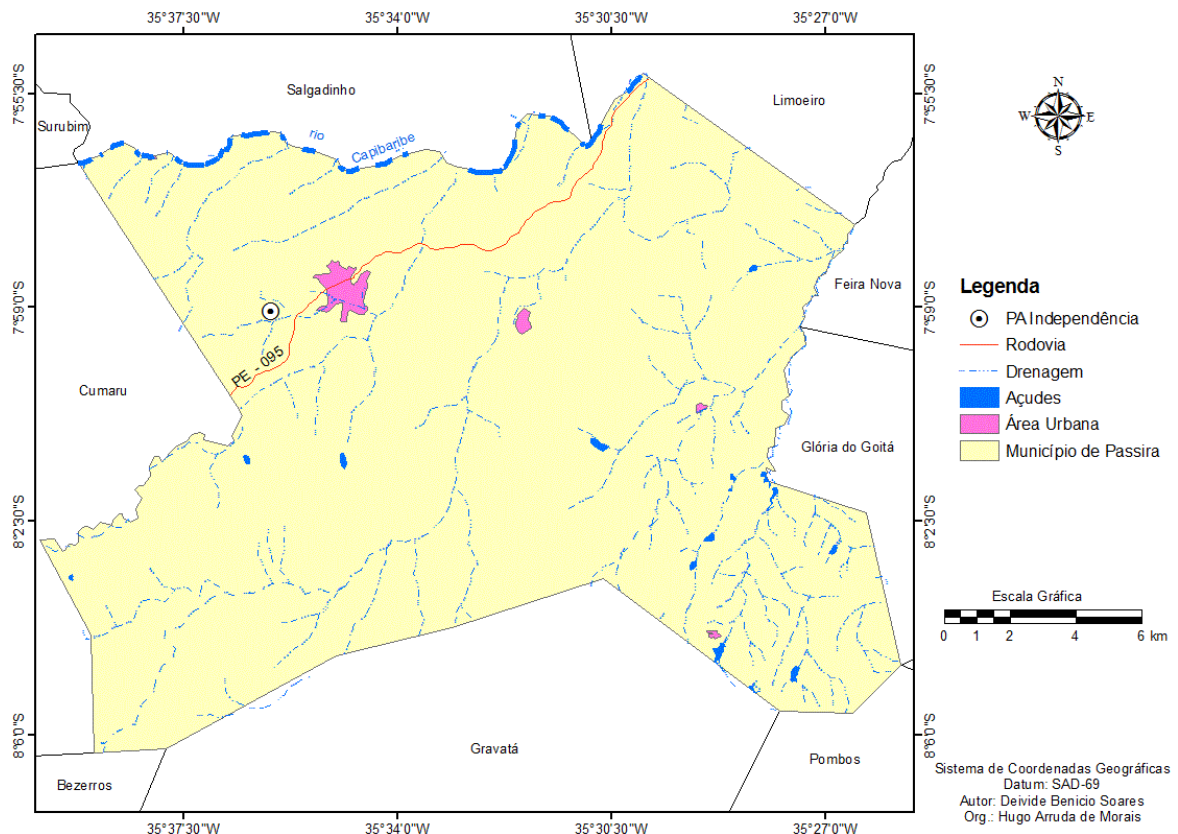 35°37'30"W
35°34'0"W
35°30'30"W
35°27'0"W
7°55'30"S
7°55'30"S
Salgadinho
Limoeiro
Surubim
rio
Capibaribe
N
W
E
S
Feira Nova
7°59'0"S
7°59'0"S
PE - 095
Cumaru
Glória do Goitá
Legenda
PA Independência
Rodovia
Drenagem
Açudes
Área Urbana
Município de Passira
8°2'30"S
8°2'30"S
Escala Gráfica
0 1 2 4 6 km
8°6'0"S
8°6'0"S
Gravatá
Pombos
Bezerros
Sistema de Coordenadas Geográficas
Datum: SAD-69
Autor: Deivide Benicio Soares
Org.: Hugo Arruda de Morais
35°37'30"W
35°34'0"W
35°30'30"W
35°27'0"W